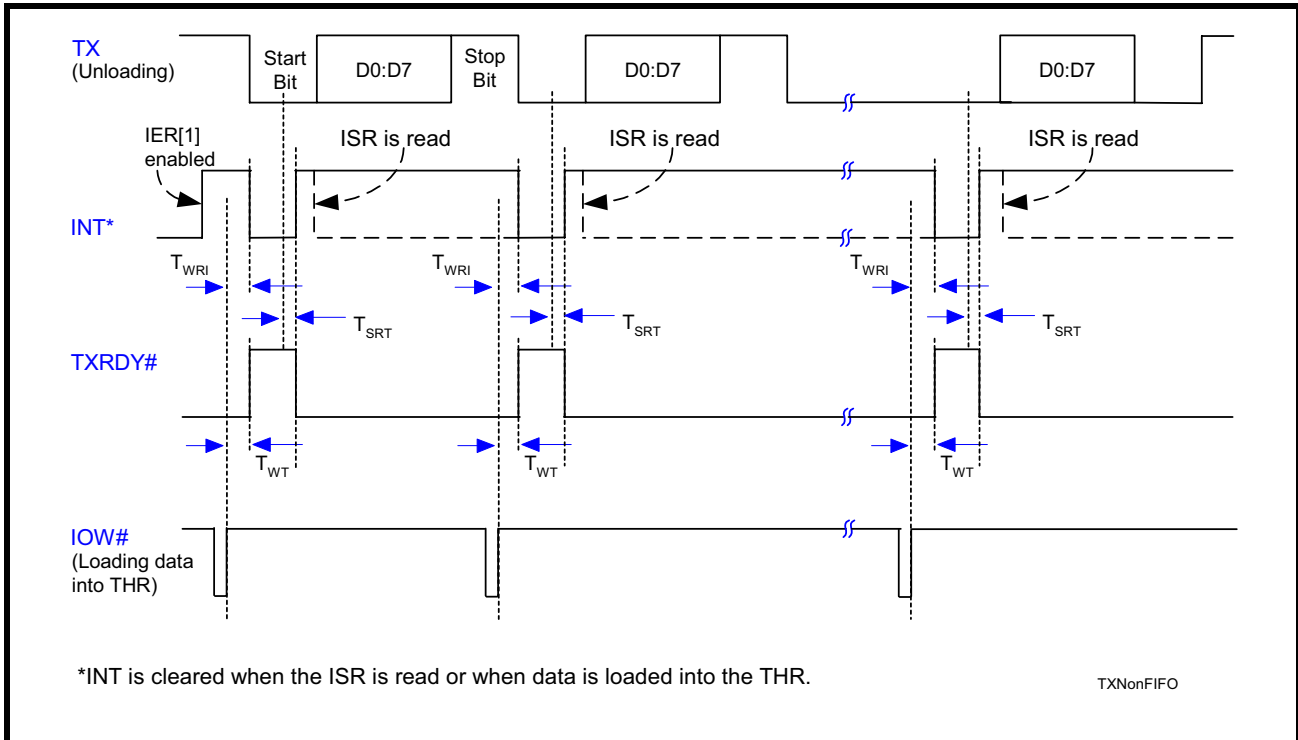 TX
(Unloading)
Start
Bit
D0:D7
Stop
Bit
D0:D7
D0:D7
IER[1]
enabled
ISR is read
ISR is read
ISR is read
INT*
TWRI
TWRI
TWRI
TSRT
TSRT
TSRT
TXRDY#
TWT
TWT
TWT
IOW#
(Loading data
into THR)
*INT is cleared when the ISR is read or when data is loaded into the THR.
TXNonFIFO